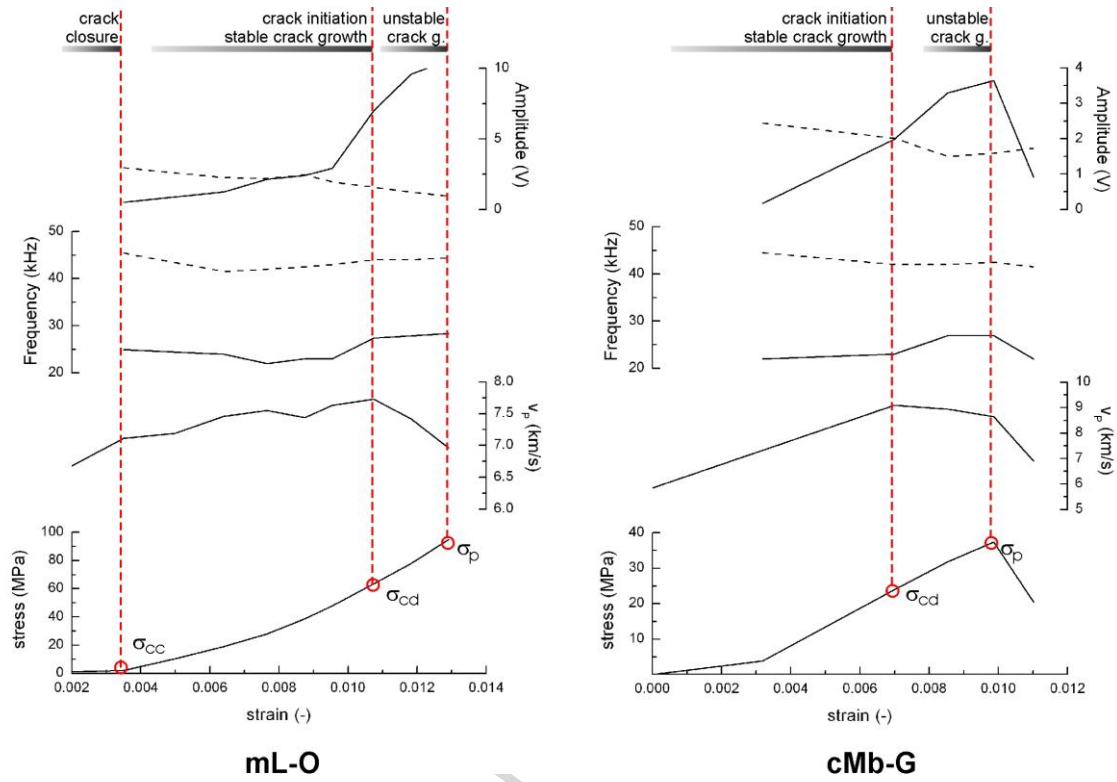 crack
closure
crack initiation
stable crack growth
unstable
crack g.
10
5
0
Amplitude (V)
50
40
30
20
Frequency (kHz)
8.0
7.5
7.0
6.5
6.0
vₚ (km/s)
100
80
60
40
20
0
stress (MPa)
σcc
σcd
σp
0.002 0.004 0.006 0.008 0.010 0.012 0.014
strain (-)
mL-O
crack initiation
stable crack growth
unstable
crack g.
4
3
2
1
0
Amplitude (V)
50
40
30
20
Frequency (kHz)
10
9
8
7
6
5
vₚ (km/s)
40
30
20
10
0
stress (MPa)
σcd
σp
0.000 0.002 0.004 0.006 0.008 0.010 0.012
strain (-)
cMb-G